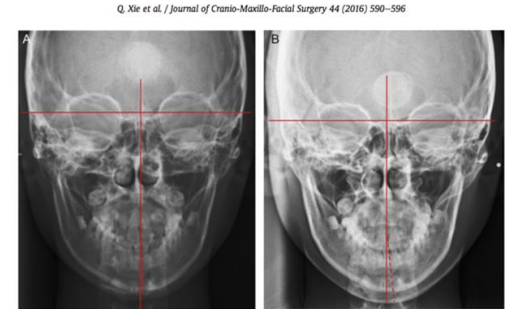 Q. Xie et al. / Journal of Cranio-Maxillo-Facial Surgery 44 (2016) 590–596
A
B